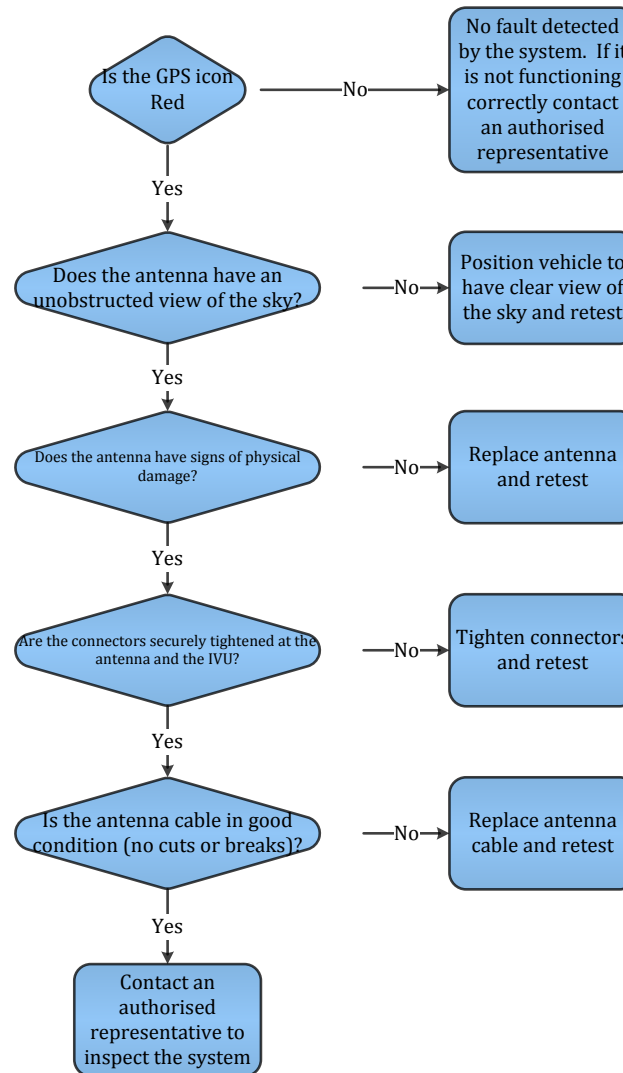 Is the GPS icon
Red
No
No fault detected
by the system. If it
is not functioning
correctly contact
an authorised
representative
Yes
Does the antenna have an
unobstructed view of the sky?
No
Position vehicle to
have clear view of
the sky and retest
Yes
Does the antenna have signs of physical
damage?
No
Replace antenna
and retest
Yes
Are the connectors securely tightened at the
antenna and the IVU?
No
Tighten connectors
and retest
Yes
Is the antenna cable in good
condition (no cuts or breaks)?
No
Replace antenna
cable and retest
Yes
Contact an
authorised
representative to
inspect the system